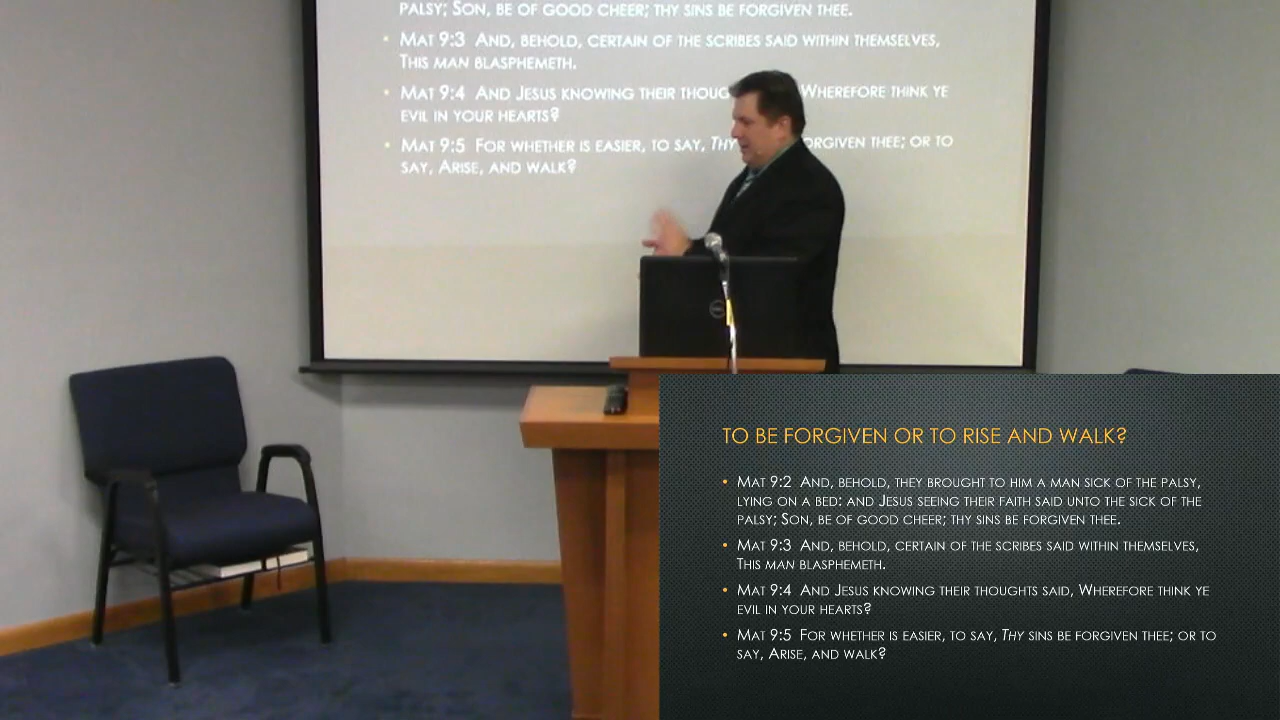 PALSY; SON, BE OF GOOD CHEER; THY SINS BE FORGIVEN THEE.
• MAT 9:3 AND, BEHOLD, CERTAIN OF THE SCRIBES SAID WITHIN THEMSELVES,
THIS MAN BLASPHEMETH.
• MAT 9:4 AND JESUS KNOWING THEIR THOUG WHEREFORE THINK YE
EVIL IN YOUR HEARTS?
• MAT 9:5 FOR WHETHER IS EASIER, TO SAY, THY ORGIVEN THEE; OR TO
SAY, ARISE, AND WALK?
DELL
TO BE FORGIVEN OR TO RISE AND WALK?
• MAT 9:2 AND, BEHOLD, THEY BROUGHT TO HIM A MAN SICK OF THE PALSY,
LYING ON A BED: AND JESUS SEEING THEIR FAITH SAID UNTO THE SICK OF THE
PALSY; SON, BE OF GOOD CHEER; THY SINS BE FORGIVEN THEE.
• MAT 9:3 AND, BEHOLD, CERTAIN OF THE SCRIBES SAID WITHIN THEMSELVES,
THIS MAN BLASPHEMETH.
• MAT 9:4 AND JESUS KNOWING THEIR THOUGHTS SAID, WHEREFORE THINK YE
EVIL IN YOUR HEARTS?
• MAT 9:5 FOR WHETHER IS EASIER, TO SAY, THY SINS BE FORGIVEN THEE; OR TO
SAY, ARISE, AND WALK?